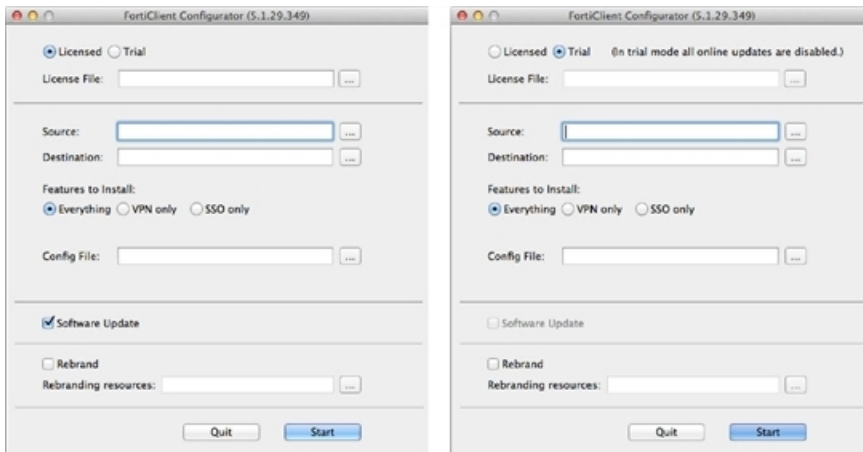 FortiClient Configurator (5.1.29.349)
Licensed Trial
License File: ...
Source: ...
Destination: ...
Features to Install:
Everything VPN only SSO only
Config File: ...
Software Update
Rebrand
Rebranding resources: ...
Quit Start
FortiClient Configurator (5.1.29.349)
Licensed Trial (In trial mode all online updates are disabled.)
License File: ...
Source: ...
Destination: ...
Features to Install:
Everything VPN only SSO only
Config File: ...
Software Update
Rebrand
Rebranding resources: ...
Quit Start